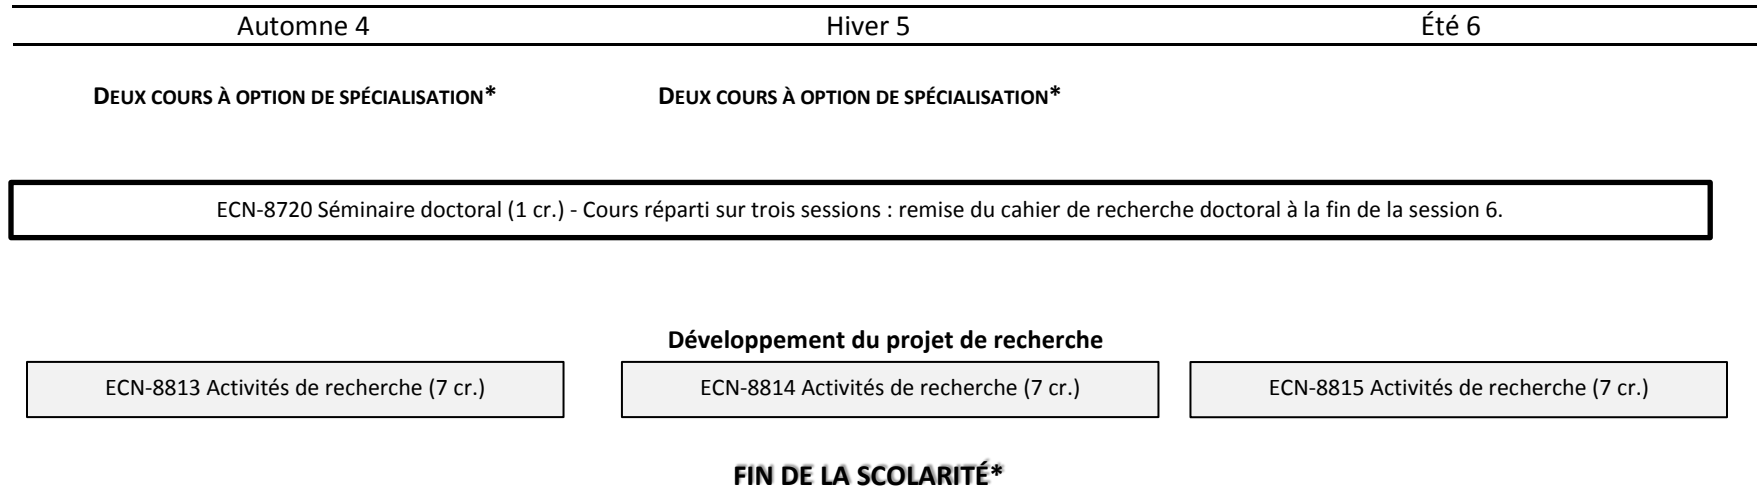 Automne 4 Hiver 5 Été 6
DEUX COURS À OPTION DE SPÉCIALISATION* DEUX COURS À OPTION DE SPÉCIALISATION*
ECN-8720 Séminaire doctoral (1 cr.) - Cours réparti sur trois sessions : remise du cahier de recherche doctoral à la fin de la session 6.
Développement du projet de recherche
ECN-8813 Activités de recherche (7 cr.) ECN-8814 Activités de recherche (7 cr.) ECN-8815 Activités de recherche (7 cr.)
FIN DE LA SCOLARITÉ*